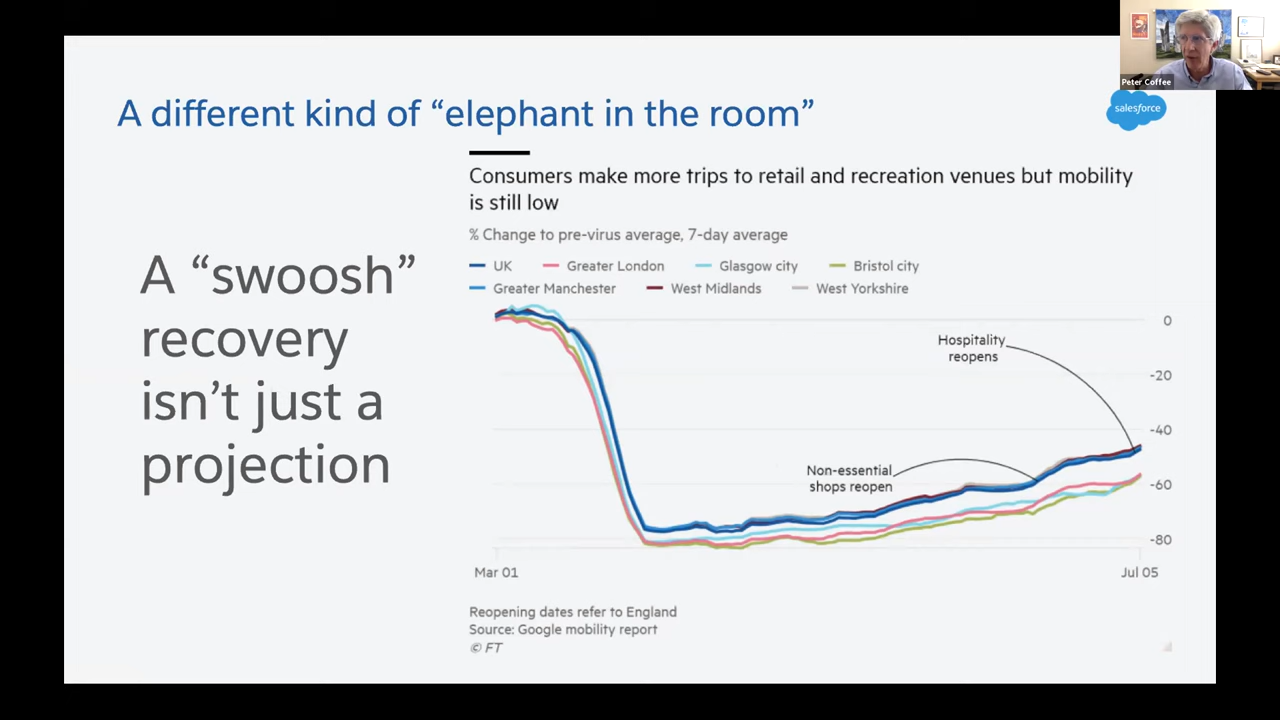 Peter Coffee
salesforce
A different kind of “elephant in the room”
A “swoosh”
recovery
isn’t just a
projection
Consumers make more trips to retail and recreation venues but mobility
is still low
% Change to pre-virus average, 7-day average
UK Greater London Glasgow city Bristol city
Greater Manchester West Midlands West Yorkshire
0
Hospitality
reopens
-20
-40
Non-essential
shops reopen
-60
-80
Mar 01 Jul 05
Reopening dates refer to England
Source: Google mobility report
© FT